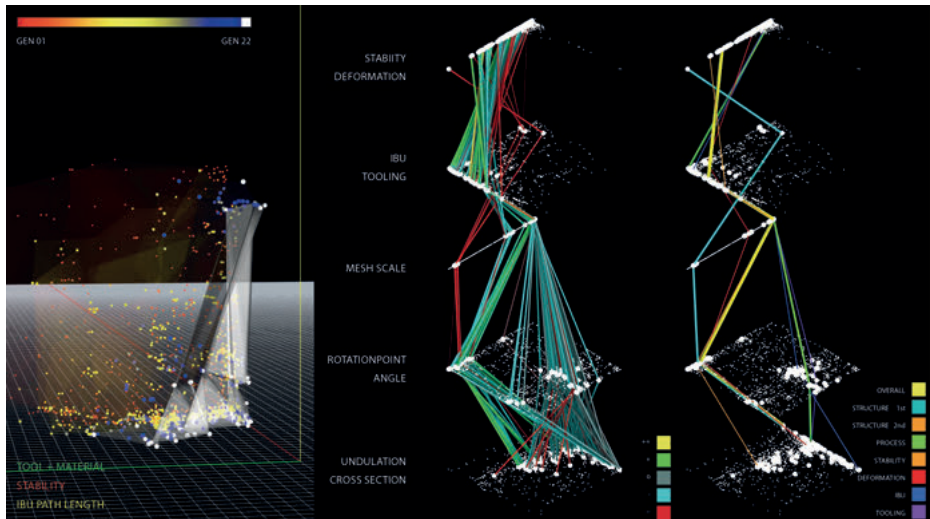 GEN 01
GEN 22
TOOL + MATERIAL
STABILITY
IBU PATH LENGTH
STABIITY
DEFORMATION
IBU
TOOLING
MESH SCALE
ROTATIONPOINT
ANGLE
UNDULATION
CROSS SECTION
++
+
0
-
OVERALL
STRUCTURE 1st
STRUCTURE 2nd
PROCESS
STABILITY
DEFORMATION
IBU
TOOLING